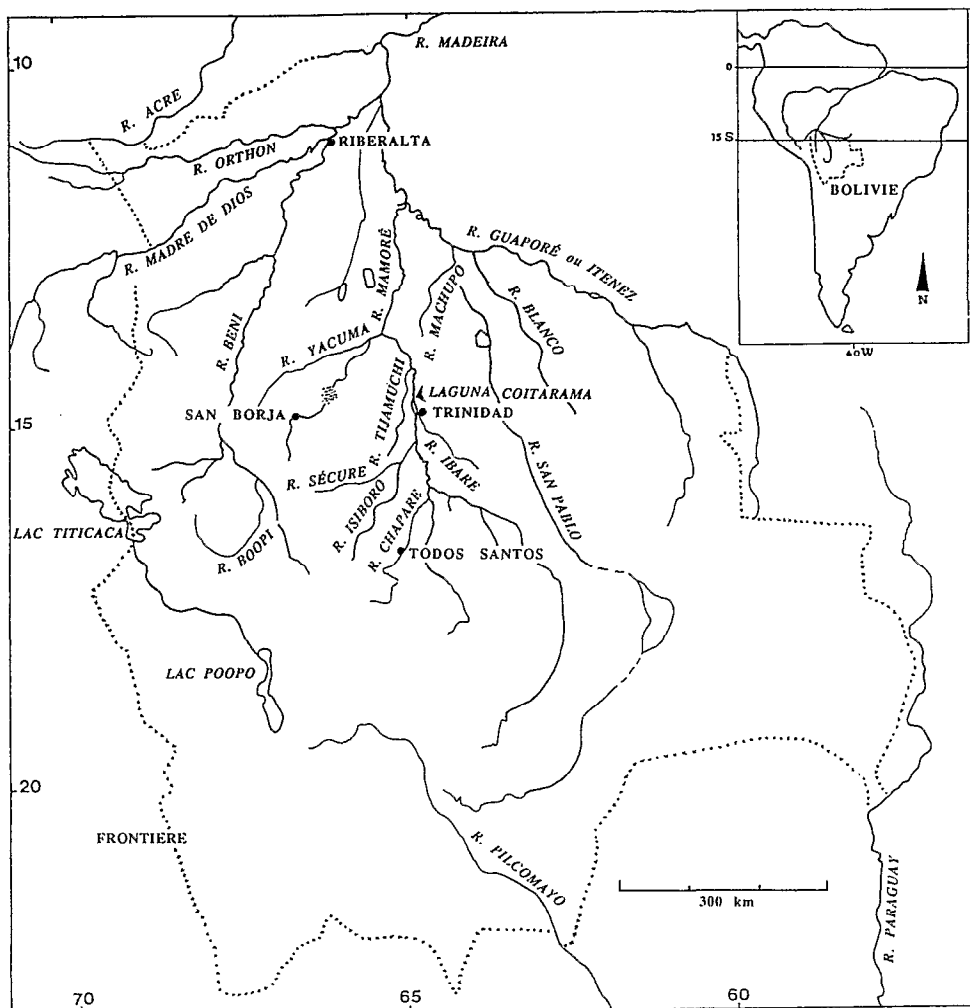 R. MADEIRA
10
R. ACRE
R. ORTHON
RIBERALTA
R. MADRE DE DIOS
R. GUAPORÉ ou ITENEZ
R. BENI
R. MAMORÉ
R. MACHUPO
R. BLANCO
R. YACUMA
R. TIJAMUCHI
LAGUNA COITARAMA
SAN BORJA
TRINIDAD
15
R. IBARE
R. SÉCURE
R. SAN PABLO
R. ISIBORO
R. CHAPARE
LAC TITICACA
R. BOOPI
TODOS SANTOS
LAC POOPO
20
FRONTIERE
R. PILCOMAYO
300 km
R. PARAGUAY
70
65
60
0
15 S
BOLIVIE
N
40W